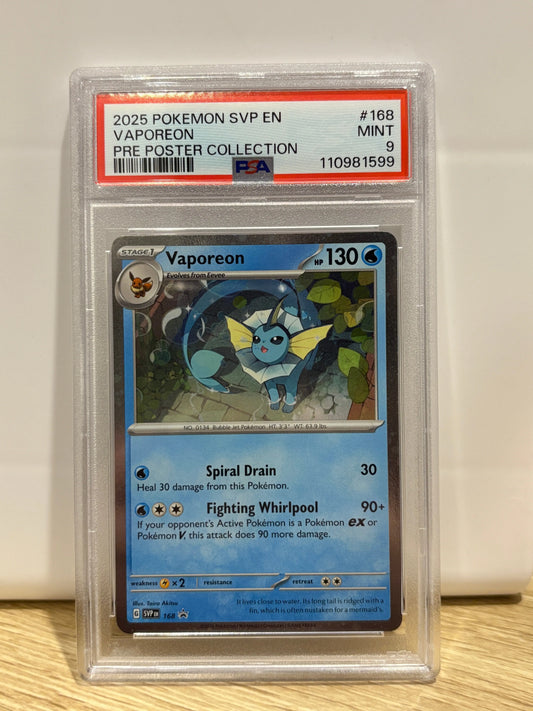 2025 POKEMON SVP EN #168
VAPOREON MINT
PRE POSTER COLLECTION 9
PSA 110981599
STAGE 1 Vaporeon HP 130
Evolves from Eevee
NO. 0134 Bubble Jet Pokémon HT: 3'3" WT: 63.9 lbs
Spiral Drain 30
Heal 30 damage from this Pokémon.
Fighting Whirlpool 90+
If your opponent's Active Pokémon is a Pokémon ex or
Pokémon V, this attack does 90 more damage.
weakness ×2 resistance retreat
Illus. Taira Akitsu
It lives close to water. Its long tail is ridged with
G SVP EN 168
a fin, which is often mistaken for a mermaid's.